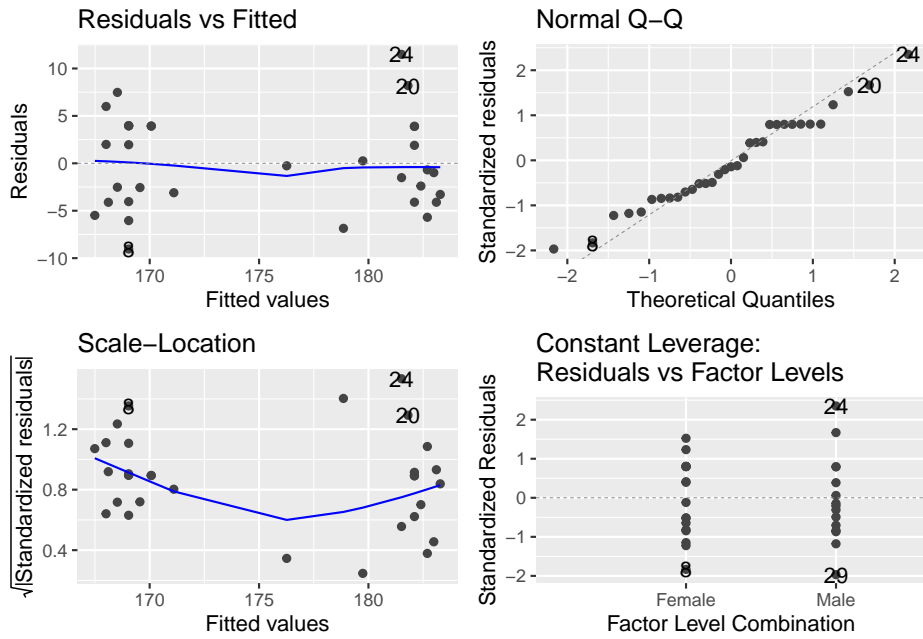 Residuals vs Fitted
Residuals
10
5
0
−5
−10
24
20
8
170
175
180
Fitted values
Normal Q−Q
Standardized residuals
2
1
0
−1
−2
24
20
8
−2
−1
0
1
2
Theoretical Quantiles
Scale−Location
√|Standardized residuals|
1.2
0.8
0.4
24
20
8
170
175
180
Fitted values
Constant Leverage:
Residuals vs Factor Levels
Standardized Residuals
2
1
0
−1
−2
24
8
29
Female
Male
Factor Level Combination